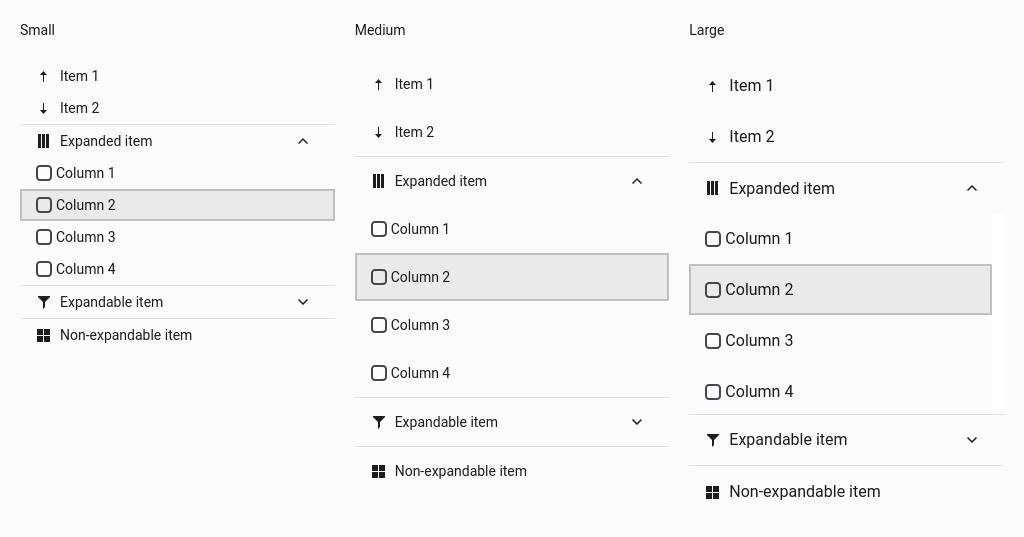 Small
Item 1
Item 2
Expanded item
Column 1
Column 2
Column 3
Column 4
Expandable item
Non-expandable item
Medium
Item 1
Item 2
Expanded item
Column 1
Column 2
Column 3
Column 4
Expandable item
Non-expandable item
Large
Item 1
Item 2
Expanded item
Column 1
Column 2
Column 3
Column 4
Expandable item
Non-expandable item